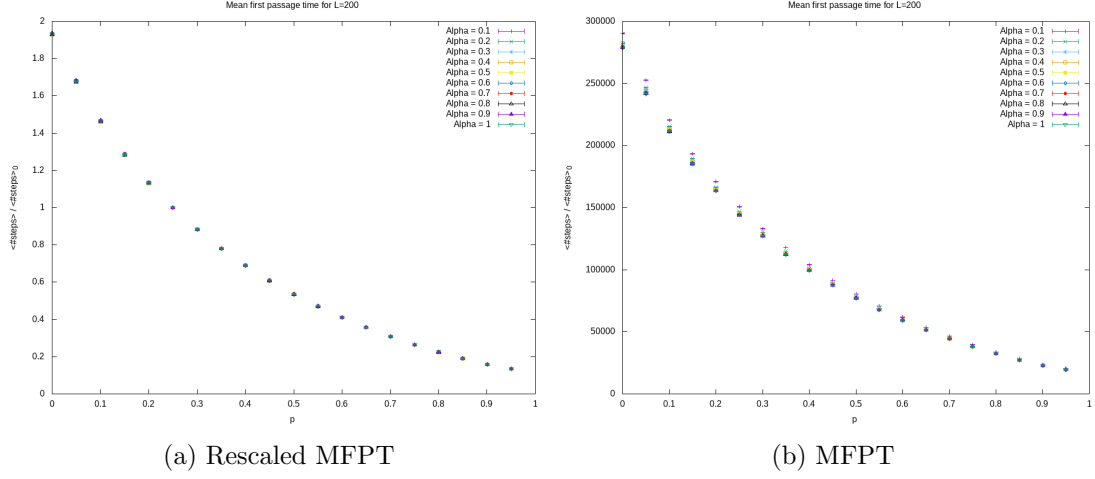 Mean first passage time for L=200
2
1.8
1.6
1.4
1.2
1
0.8
0.6
0.4
0.2
0
<#steps> / <#steps>0
Alpha = 0.1
Alpha = 0.2
Alpha = 0.3
Alpha = 0.4
Alpha = 0.5
Alpha = 0.6
Alpha = 0.7
Alpha = 0.8
Alpha = 0.9
Alpha = 1
0 0.1 0.2 0.3 0.4 0.5 0.6 0.7 0.8 0.9 1
p
(a) Rescaled MFPT
Mean first passage time for L=200
300000
250000
200000
150000
100000
50000
0
<#steps> / <#steps>0
Alpha = 0.1
Alpha = 0.2
Alpha = 0.3
Alpha = 0.4
Alpha = 0.5
Alpha = 0.6
Alpha = 0.7
Alpha = 0.8
Alpha = 0.9
Alpha = 1
0 0.1 0.2 0.3 0.4 0.5 0.6 0.7 0.8 0.9 1
p
(b) MFPT